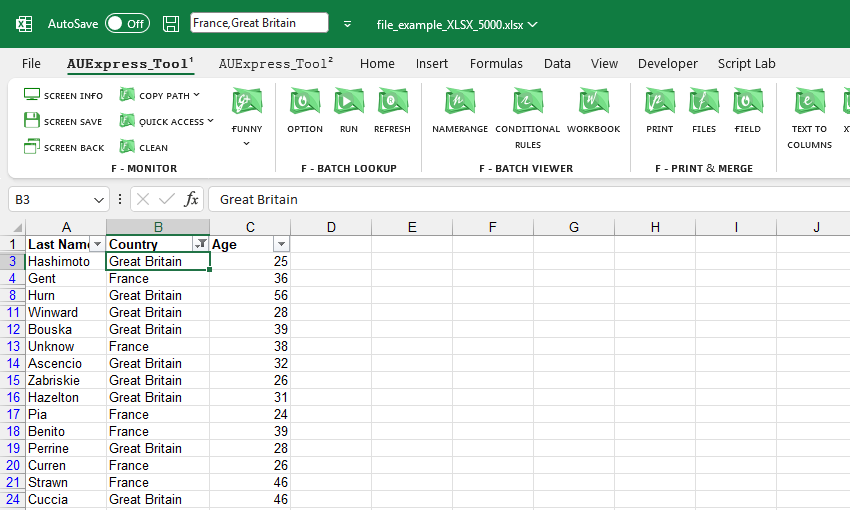 AutoSave Off France,Great Britain file_example_XLSX_5000.xlsx
File AUExpress_Tool¹ AUExpress_Tool² Home Insert Formulas Data View Developer Script Lab
SCREEN INFO COPY PATH
SCREEN SAVE QUICK ACCESS FUNNY OPTION RUN REFRESH NAMERANGE CONDITIONAL RULES WORKBOOK PRINT FILES FIELD TEXT TO COLUMNS
SCREEN BACK CLEAN
F - MONITOR F - BATCH LOOKUP F - BATCH VIEWER F - PRINT & MERGE
B3 fx Great Britain
A B C D E F G H I J
1 Last Name Country Age
3 Hashimoto Great Britain 25
4 Gent France 36
8 Hurn Great Britain 56
11 Winward Great Britain 28
12 Bouska Great Britain 39
13 Unknow France 38
14 Ascencio Great Britain 32
15 Zabriskie Great Britain 26
16 Hazelton Great Britain 31
17 Pia France 24
18 Benito France 39
19 Perrine Great Britain 28
20 Curren France 26
21 Strawn France 46
24 Cuccia Great Britain 46